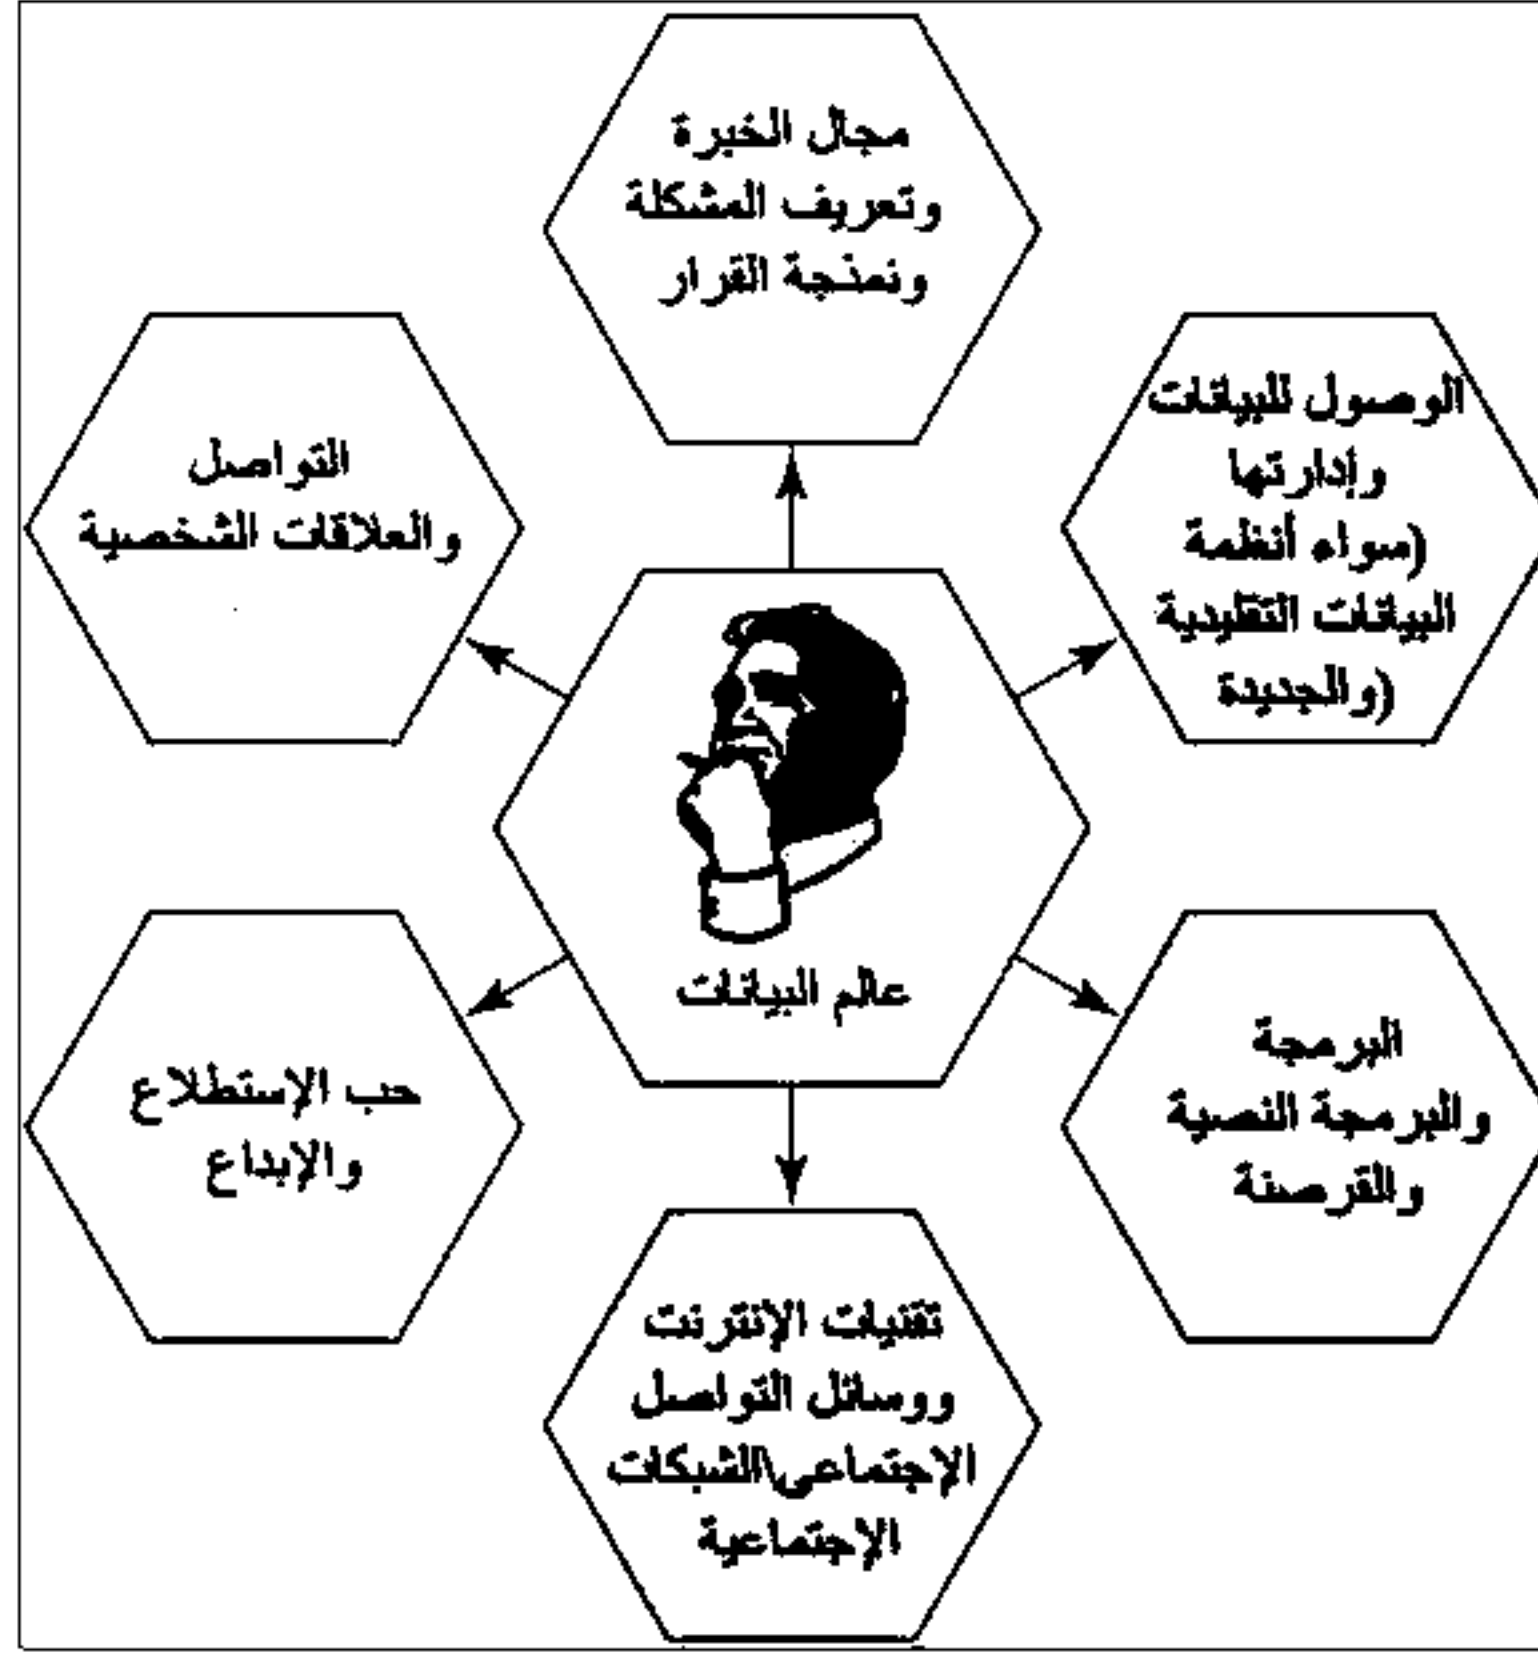 مجال الخبرة
وتعريف المشكلة
ونمذجة القرار
الوصول للبيانات
وإدارتها
(سواء أنظمة
البيانات التقليدية
(والجديدة
التواصل
والعلاقات الشخصية
عالم البيانات
البرمجة
والبرمجة النصية
والقرصنة
حب الإستطلاع
والإبداع
تقنيات الإنترنت
ووسائل التواصل
الإجتماعى\الشبكات
الإجتماعية